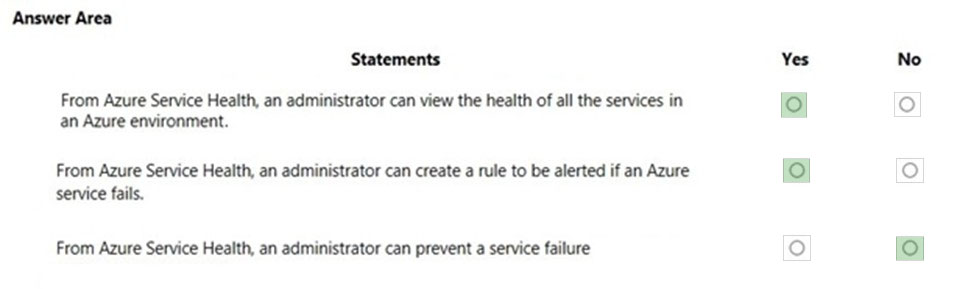 Answer Area
Statements Yes No
From Azure Service Health, an administrator can view the health of all the services in
an Azure environment.
From Azure Service Health, an administrator can create a rule to be alerted if an Azure
service fails.
From Azure Service Health, an administrator can prevent a service failure